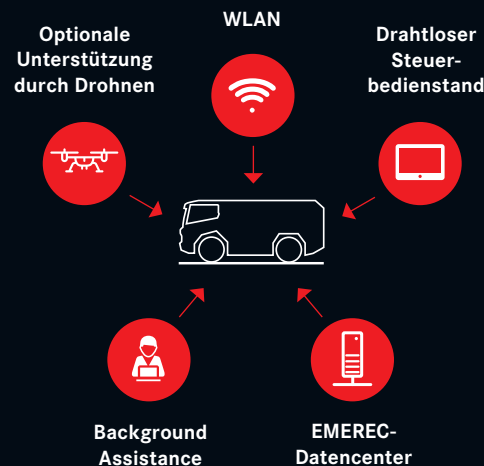 WLAN
Optionale
Unterstützung
durch Drohnen
Drahtloser
Steuer-
bedienstand
Background
Assistance
EMEREC-
Datencenter